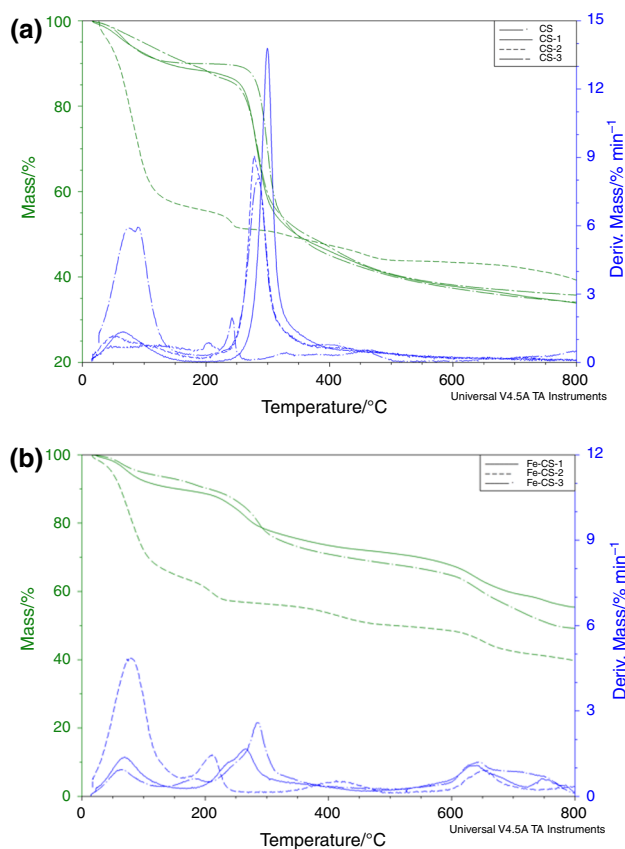 (a)
100
80
60
40
20
Mass/%
CS
CS-1
CS-2
CS-3
15
12
9
6
3
0
Deriv. Mass/% min⁻¹
0
200
400
600
800
Temperature/°C
Universal V4.5A TA Instruments
(b)
100
80
60
40
20
0
Mass/%
Fe-CS-1
Fe-CS-2
Fe-CS-3
12
9
6
3
0
Deriv. Mass/% min⁻¹
0
200
400
600
800
Temperature/°C
Universal V4.5A TA Instruments